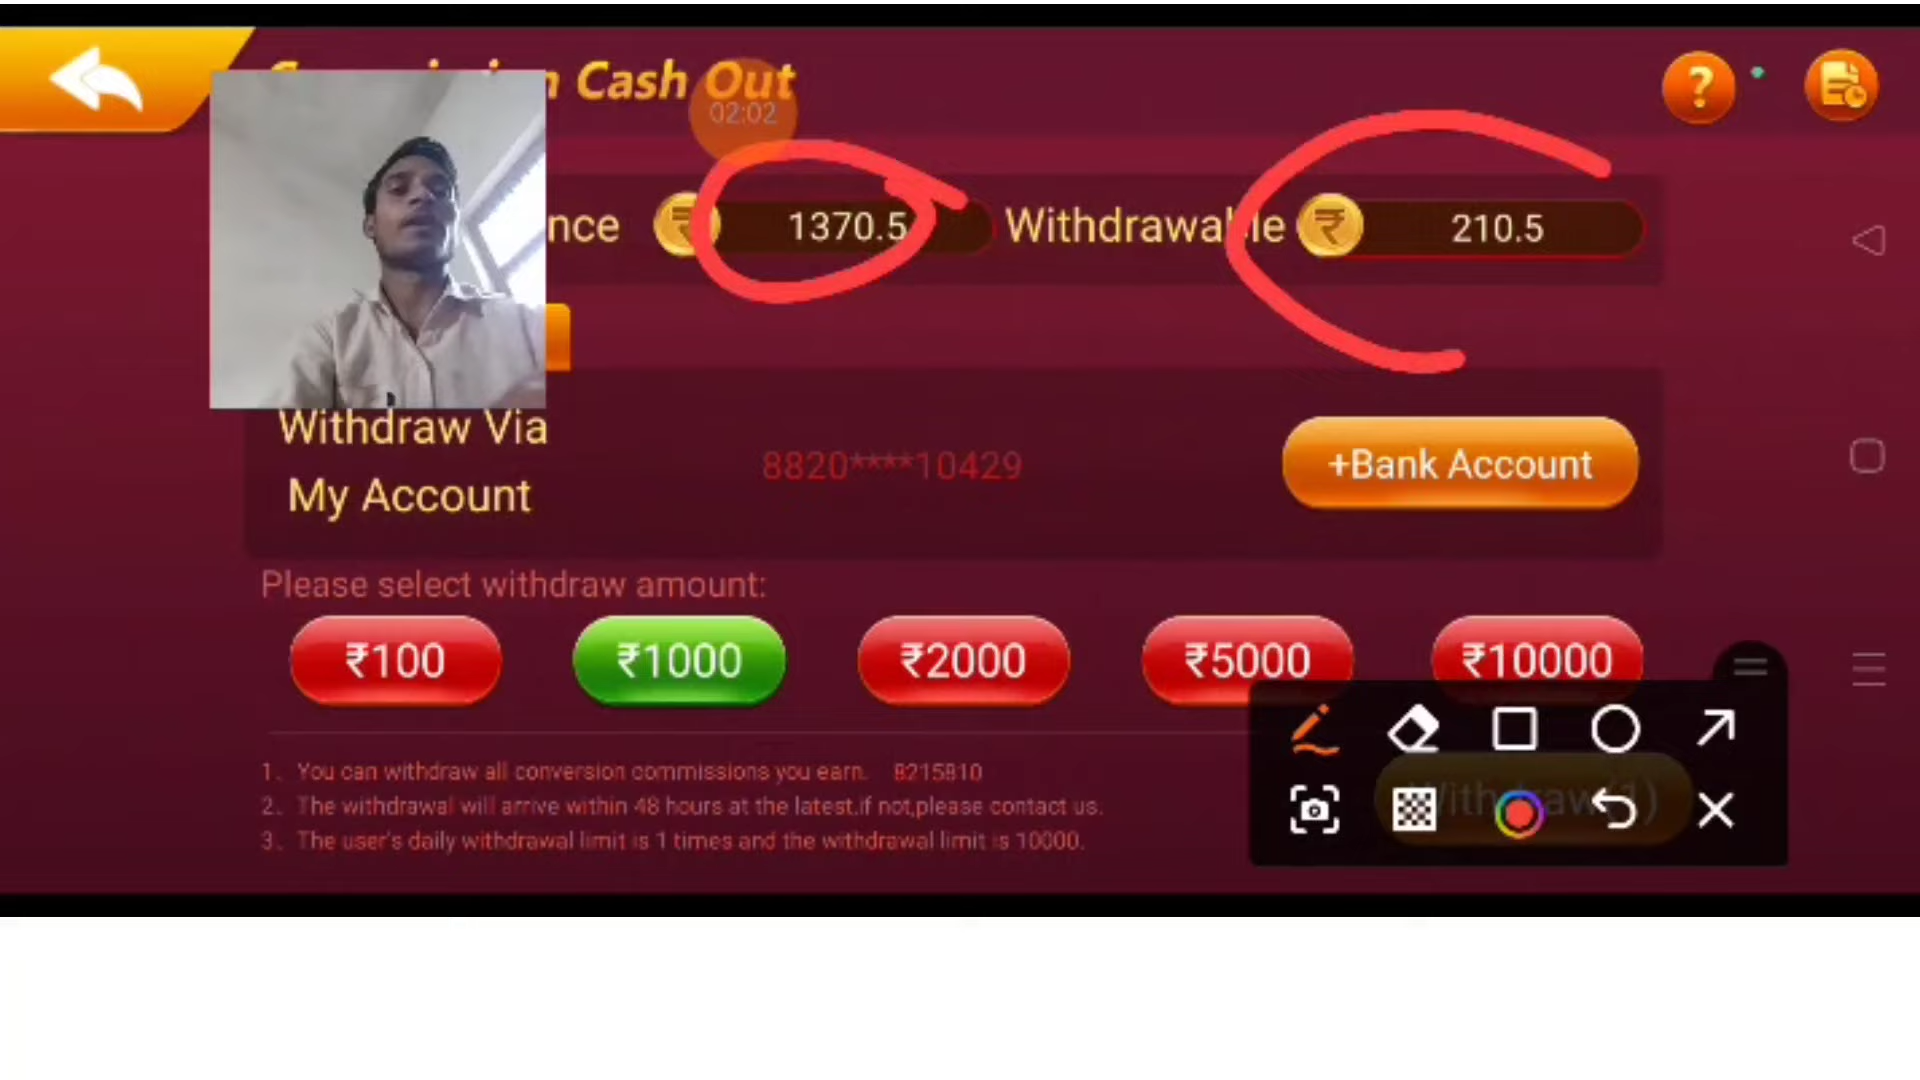 Cash Out
02:02
nce 1370.5 Withdrawable 210.5
Withdraw Via
My Account
8820****10429
+Bank Account
Please select withdraw amount:
₹100 ₹1000 ₹2000 ₹5000 ₹10000
1. You can withdraw all conversion commissions you earn. 8215810
2. The withdrawal will arrive within 48 hours at the latest,if not,please contact us.
3. The user's daily withdrawal limit is 1 times and the withdrawal limit is 10000.
Withdraw(1)